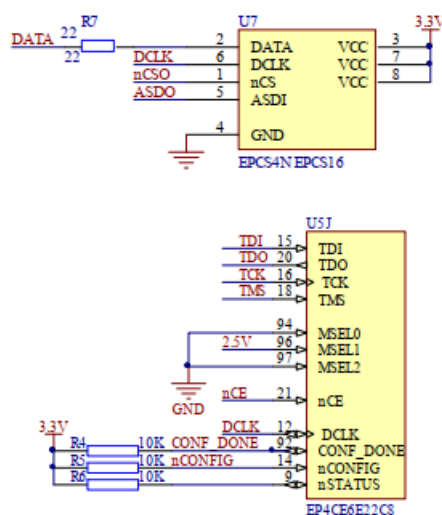 R7 U7
DATA 22 2 DATA VCC 3 3.3V
22 DCLK 6 DCLK VCC 7
nCSO 1 nCS VCC 8
ASDO 5 ASDI
4 GND
EPCS4N EPCS16
U5J
TDI 15 TDI
TDO 20 TDO
TCK 16 TCK
TMS 18 TMS
94 MSEL0
2.5V 96 MSEL1
97 MSEL2
nCE 21 nCE
GND
3.3V DCLK 12 DCLK
R4 10K CONF_DONE 92 CONF_DONE
R5 10K nCONFIG 14 nCONFIG
R6 10K 9 nSTATUS
EP4CE6E22C8